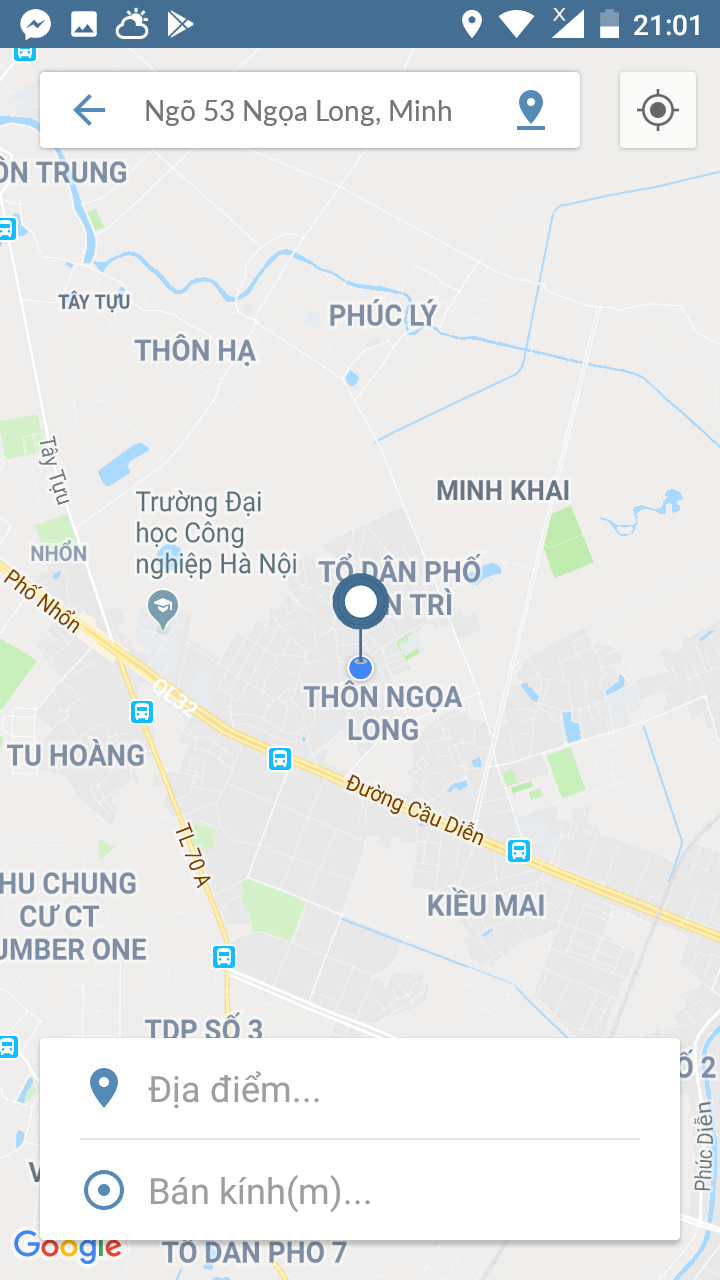 21:01
Ngõ 53 Ngọa Long, Minh
ÔN TRUNG
TÂY TỰU
PHÚC LÝ
THÔN HẠ
Tây Tựu
MINH KHAI
Trường Đại
học Công
nghiệp Hà Nội
NHỔN
TỔ DÂN PHỐ
N TRÌ
Phố Nhổn
THÔN NGỌA
LONG
QL32
TU HOÀNG
Đường Cầu Diễn
TL 70 A
HU CHUNG
CƯ CT
UMBER ONE
KIỀU MAI
TDP SỐ 3
Ố 2
Địa điểm...
Phúc Diễn
V
Bán kính(m)...
Google
TỔ DÂN PHỐ 7